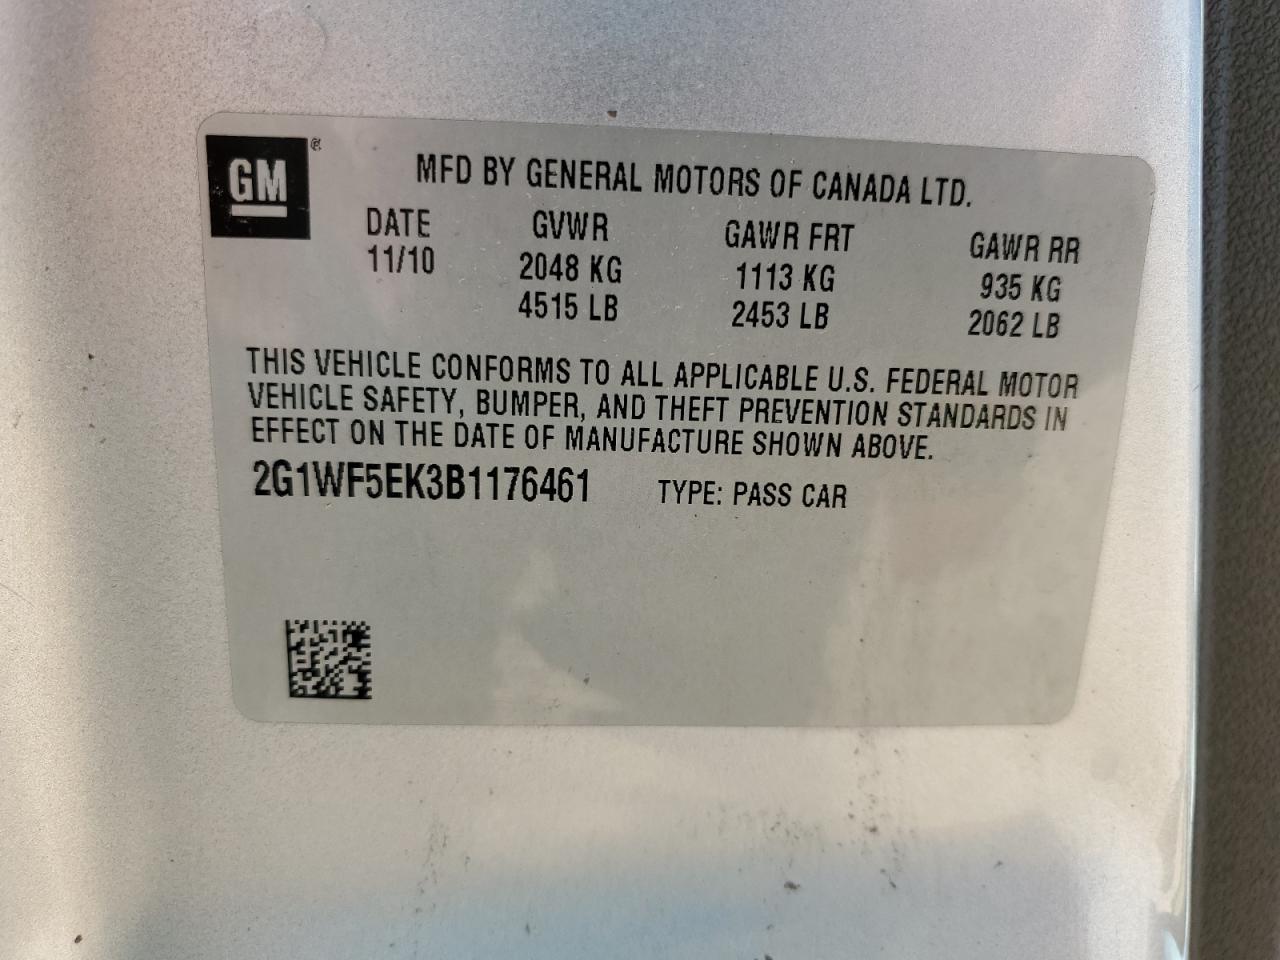 GM ®
MFD BY GENERAL MOTORS OF CANADA LTD.
DATE GVWR GAWR FRT GAWR RR
11/10 2048 KG 1113 KG 935 KG
4515 LB 2453 LB 2062 LB
THIS VEHICLE CONFORMS TO ALL APPLICABLE U.S. FEDERAL MOTOR
VEHICLE SAFETY, BUMPER, AND THEFT PREVENTION STANDARDS IN
EFFECT ON THE DATE OF MANUFACTURE SHOWN ABOVE.
2G1WF5EK3B1176461 TYPE: PASS CAR